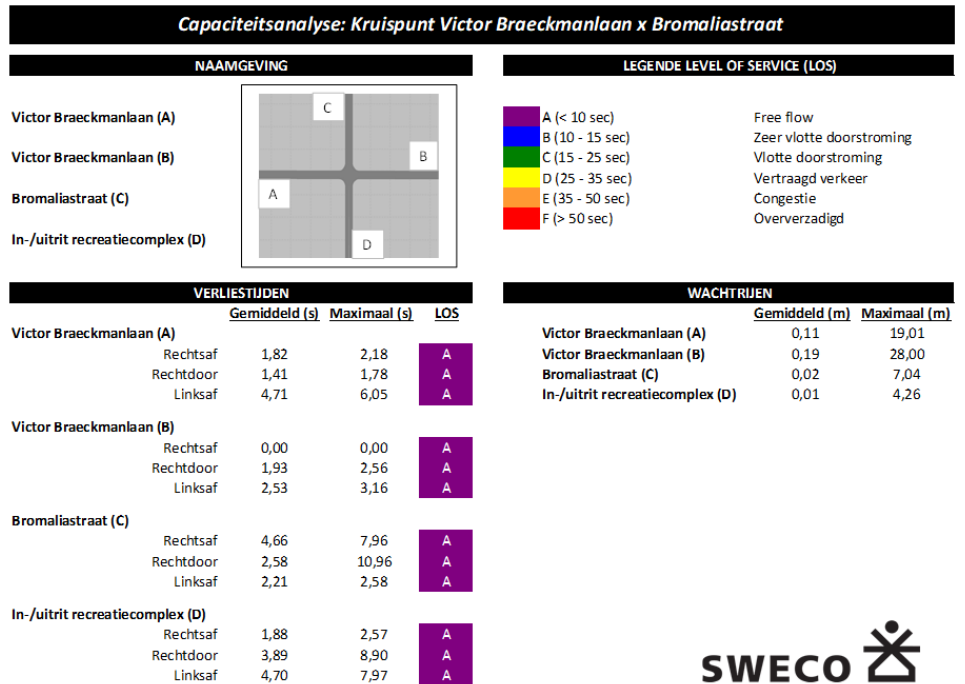 Capaciteitsanalyse: Kruispunt Victor Braeckmanlaan x Bromaliastraat
NAAMGEVING
Victor Braeckmanlaan (A)
Victor Braeckmanlaan (B)
Bromaliastraat (C)
In-/uitrit recreatiecomplex (D)
C
B
A
D
LEGENDE LEVEL OF SERVICE (LOS)
A (< 10 sec) Free flow
B (10 - 15 sec) Zeer vlotte doorstroming
C (15 - 25 sec) Vlotte doorstroming
D (25 - 35 sec) Vertraagd verkeer
E (35 - 50 sec) Congestie
F (> 50 sec) Oververzadigd
VERLIESTIJDEN
Gemiddeld (s) Maximaal (s) LOS
Victor Braeckmanlaan (A)
Rechtsaf 1,82 2,18 A
Rechtdoor 1,41 1,78 A
Linksaf 4,71 6,05 A
Victor Braeckmanlaan (B)
Rechtsaf 0,00 0,00 A
Rechtdoor 1,93 2,56 A
Linksaf 2,53 3,16 A
Bromaliastraat (C)
Rechtsaf 4,66 7,96 A
Rechtdoor 2,58 10,96 A
Linksaf 2,21 2,58 A
In-/uitrit recreatiecomplex (D)
Rechtsaf 1,88 2,57 A
Rechtdoor 3,89 8,90 A
Linksaf 4,70 7,97 A
WACHTRIJEN
Gemiddeld (m) Maximaal (m)
Victor Braeckmanlaan (A) 0,11 19,01
Victor Braeckmanlaan (B) 0,19 28,00
Bromaliastraat (C) 0,02 7,04
In-/uitrit recreatiecomplex (D) 0,01 4,26
SWECO